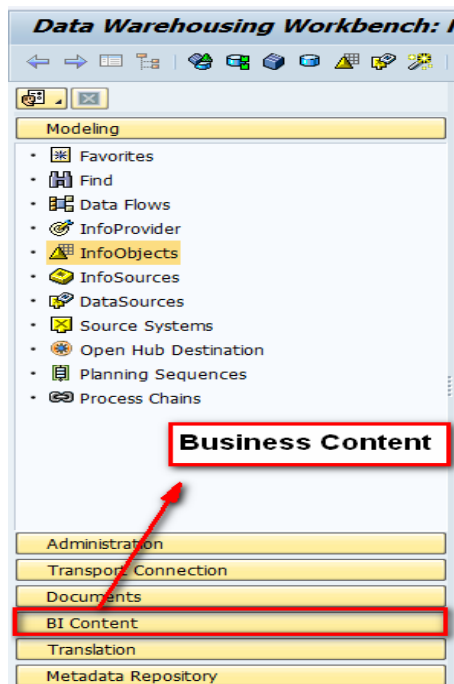 Data Warehousing Workbench:
Modeling
Favorites
Find
Data Flows
InfoProvider
InfoObjects
InfoSources
DataSources
Source Systems
Open Hub Destination
Planning Sequences
Process Chains
Business Content
Administration
Transport Connection
Documents
BI Content
Translation
Metadata Repository